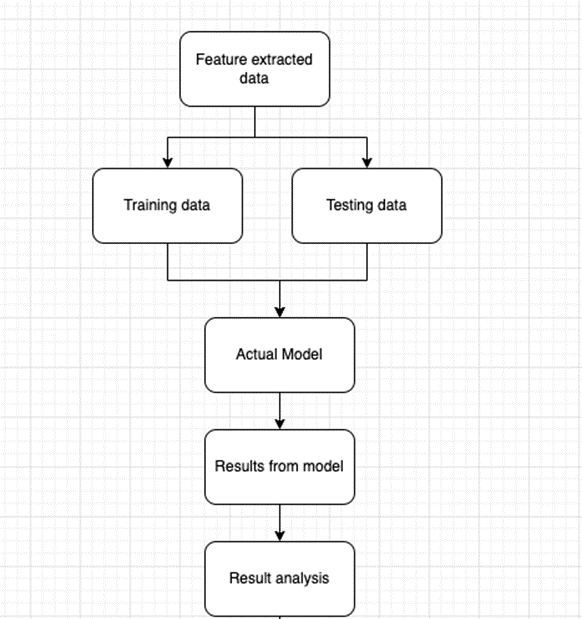 Feature extracted
data
Training data
Testing data
Actual Model
Results from model
Result analysis